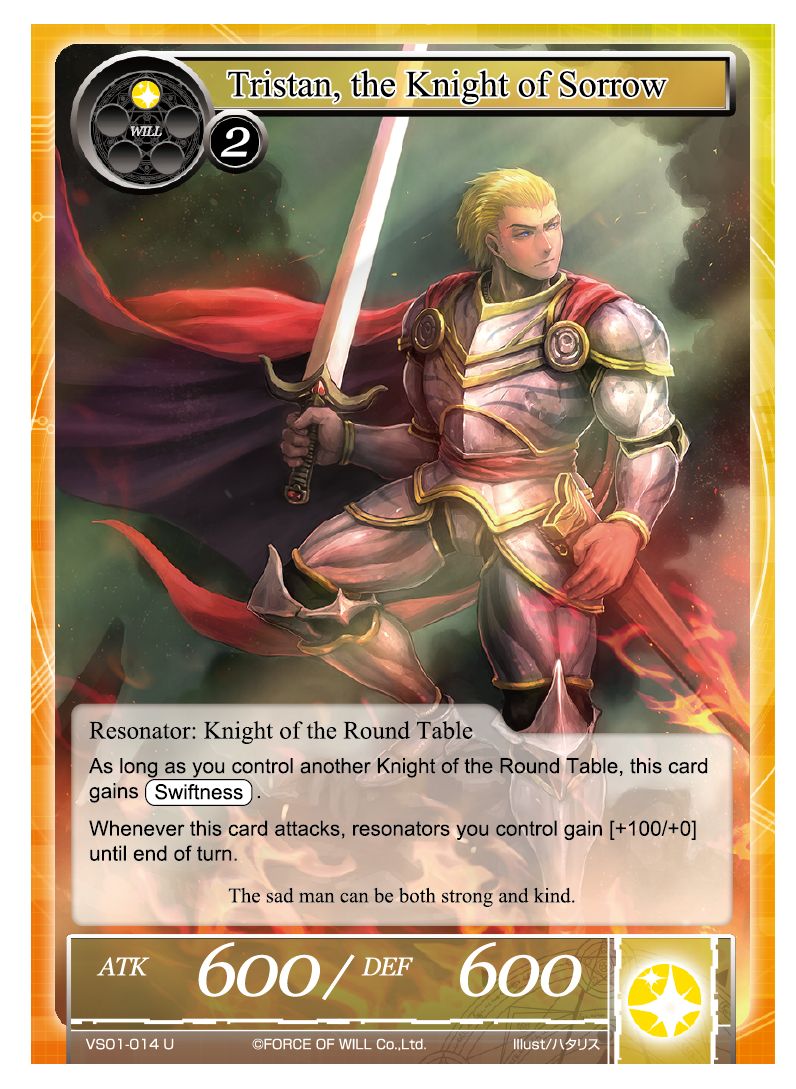 Tristan, the Knight of Sorrow
WILL
2
Resonator: Knight of the Round Table
As long as you control another Knight of the Round Table, this card
gains Swiftness .
Whenever this card attacks, resonators you control gain [+100/+0]
until end of turn.
The sad man can be both strong and kind.
ATK 600 / DEF 600
VS01-014 U ©FORCE OF WILL Co.,Ltd. Illust/ハタリス